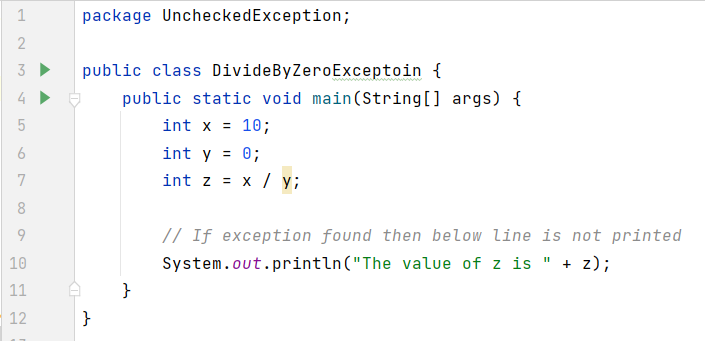 1 package UncheckedException;
2
3 public class DivideByZeroExceptoin {
4 public static void main(String[] args) {
5 int x = 10;
6 int y = 0;
7 int z = x / y;
8
9 // If exception found then below line is not printed
10 System.out.println("The value of z is " + z);
11 }
12 }